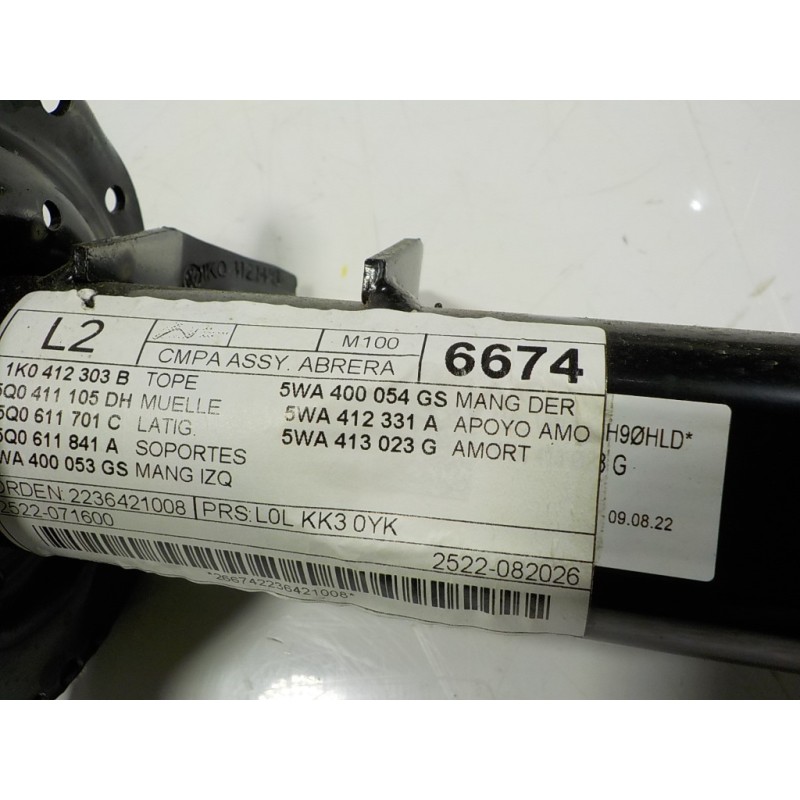 L2
M100
6674
CMPA ASSY. ABRERA
1K0 412 303 B TOPE
5Q0 411 105 DH MUELLE
5Q0 611 701 C LATIG.
5Q0 611 841 A SOPORTES
WA 400 053 GS MANG IZQ
5WA 400 054 GS MANG DER
5WA 412 331 A APOYO AMO
5WA 413 023 G AMORT
ORDEN: 2236421008
PRS: L0L KK3 0YK
2522-071600
2522-082026
*266742236421008*
H9ØHLD*
3 G
09.08.22